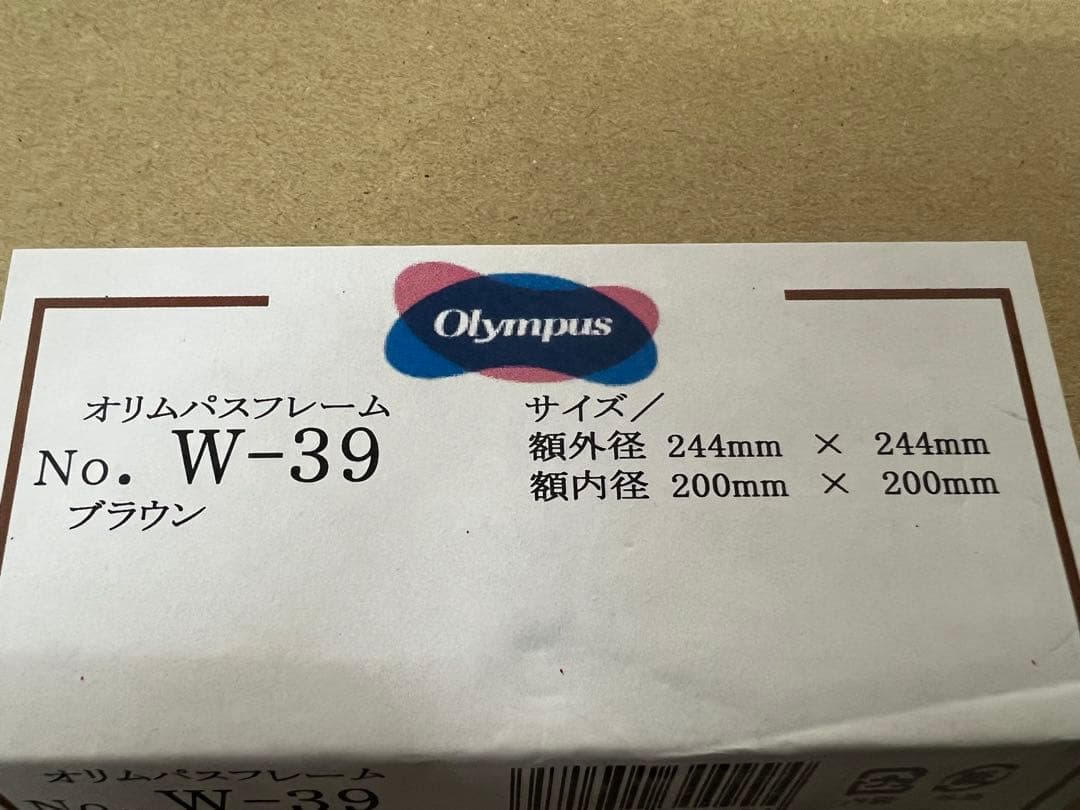 Olympus
オリムパスフレーム
No. W-39
ブラウン
サイズ/
額外径 244mm × 244mm
額内径 200mm × 200mm
オリムパスフレーム
No. W-39